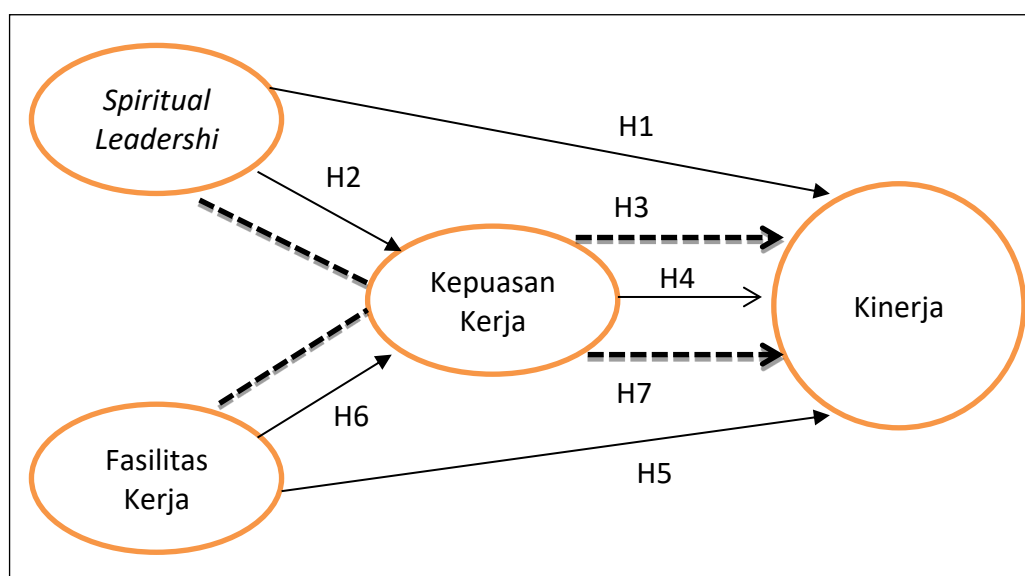 Spiritual
Leadershi
H1
H2
H3
Kepuasan
Kerja
H4
Kinerja
H7
H6
Fasilitas
Kerja
H5